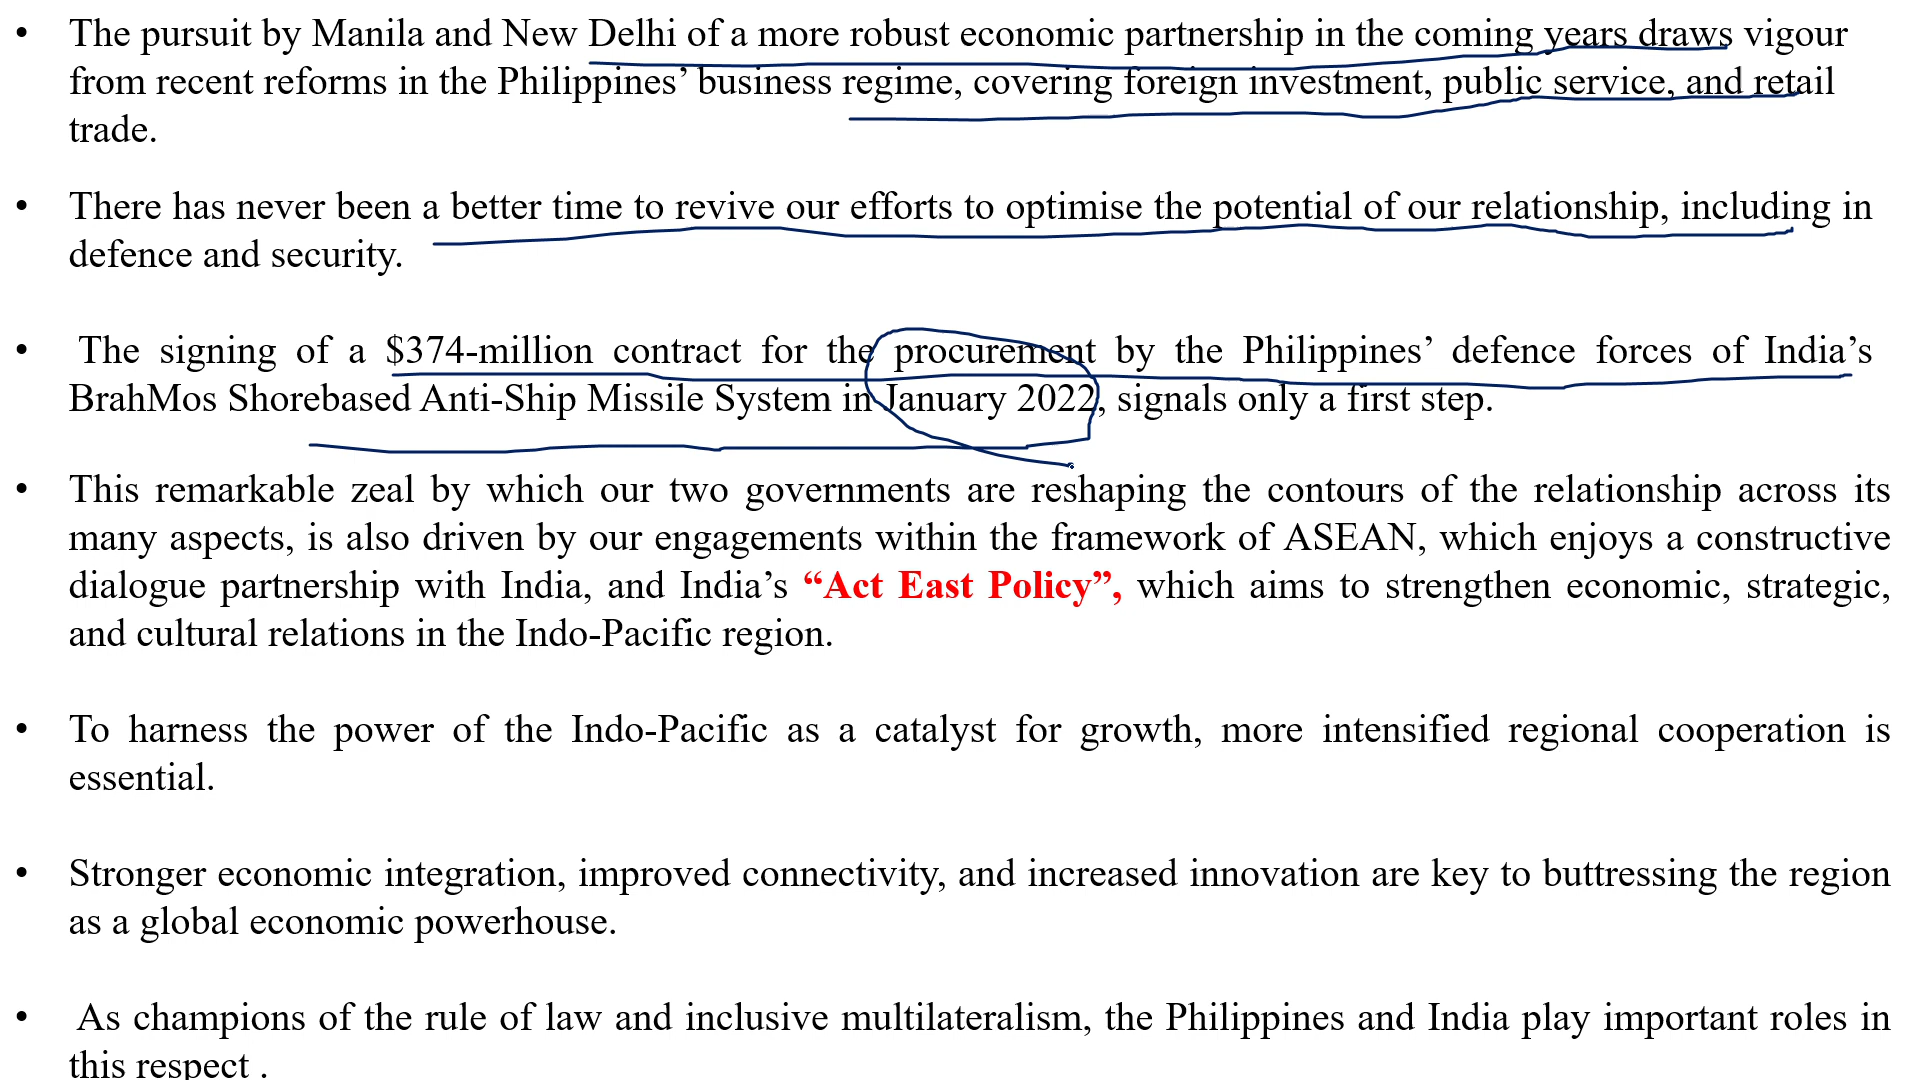 • The pursuit by Manila and New Delhi of a more robust economic partnership in the coming years draws vigour
from recent reforms in the Philippines’ business regime, covering foreign investment, public service, and retail
trade.
• There has never been a better time to revive our efforts to optimise the potential of our relationship, including in
defence and security.
• The signing of a $374-million contract for the procurement by the Philippines’ defence forces of India’s
BrahMos Shorebased Anti-Ship Missile System in January 2022, signals only a first step.
• This remarkable zeal by which our two governments are reshaping the contours of the relationship across its
many aspects, is also driven by our engagements within the framework of ASEAN, which enjoys a constructive
dialogue partnership with India, and India’s “Act East Policy”, which aims to strengthen economic, strategic,
and cultural relations in the Indo-Pacific region.
• To harness the power of the Indo-Pacific as a catalyst for growth, more intensified regional cooperation is
essential.
• Stronger economic integration, improved connectivity, and increased innovation are key to buttressing the region
as a global economic powerhouse.
• As champions of the rule of law and inclusive multilateralism, the Philippines and India play important roles in
this respect .